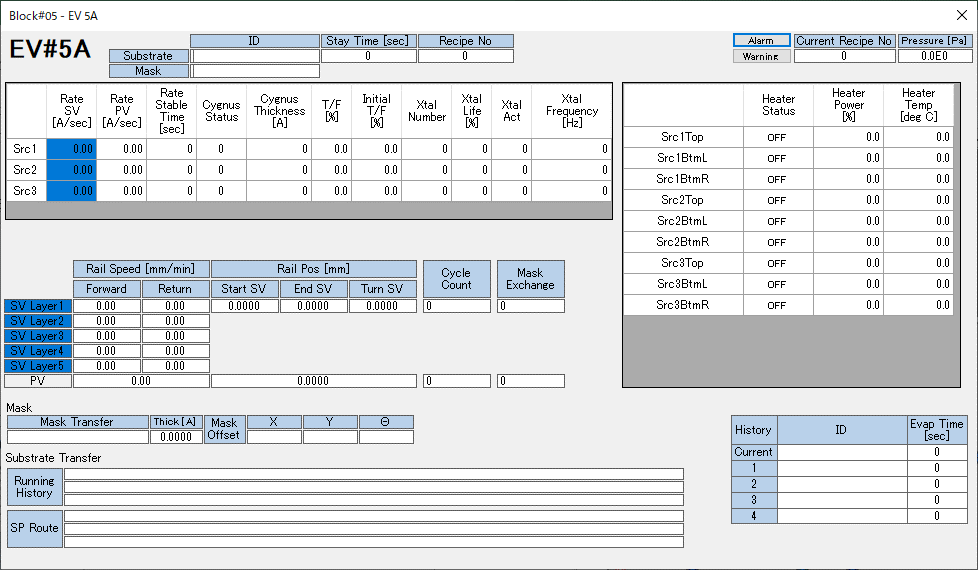 Block#05 - EV 5A
EV#5A
ID Stay Time [sec] Recipe No
Substrate 0 0
Mask
Alarm Current Recipe No Pressure [Pa]
Warning 0 0.0E0
Rate SV [A/sec] Rate PV [A/sec] Rate Stable Time [sec] Cygnus Status Cygnus Thickness [A] T/F [%] Initial T/F [%] Xtal Number Xtal Life [%] Xtal Act Xtal Frequency [Hz]
Src1 0.00 0.00 0 0 0 0.0 0.0 0 0 0 0
Src2 0.00 0.00 0 0 0 0.0 0.0 0 0 0 0
Src3 0.00 0.00 0 0 0 0.0 0.0 0 0 0 0
Heater Status Heater Power [%] Heater Temp [deg C]
Src1Top OFF 0.0 0.0
Src1BtmL OFF 0.0 0.0
Src1BtmR OFF 0.0 0.0
Src2Top OFF 0.0 0.0
Src2BtmL OFF 0.0 0.0
Src2BtmR OFF 0.0 0.0
Src3Top OFF 0.0 0.0
Src3BtmL OFF 0.0 0.0
Src3BtmR OFF 0.0 0.0
Rail Speed [mm/min] Rail Pos [mm] Cycle Count Mask Exchange
Forward Return Start SV End SV Turn SV
SV Layer1 0.00 0.00 0.0000 0.0000 0.0000 0 0
SV Layer2 0.00 0.00
SV Layer3 0.00 0.00
SV Layer4 0.00 0.00
SV Layer5 0.00 0.00
PV 0.00 0.0000 0 0
Mask
Mask Transfer Thick[A] Mask Offset X Y Θ
0.0000
Substrate Transfer
Running History
SP Route
History ID Evap Time [sec]
Current 0
1 0
2 0
3 0
4 0